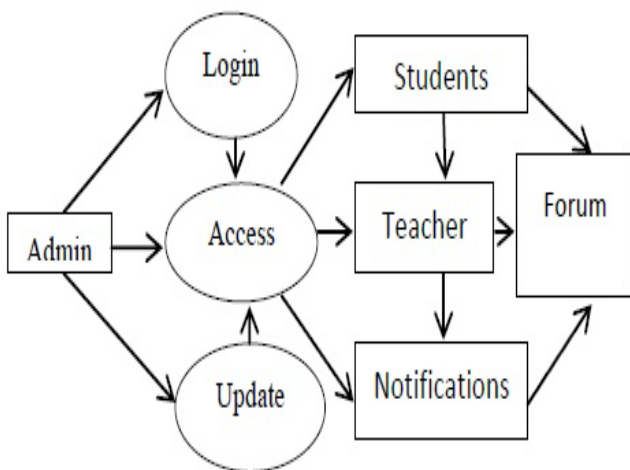 Login
Students
Admin
Access
Teacher
Forum
Update
Notifications